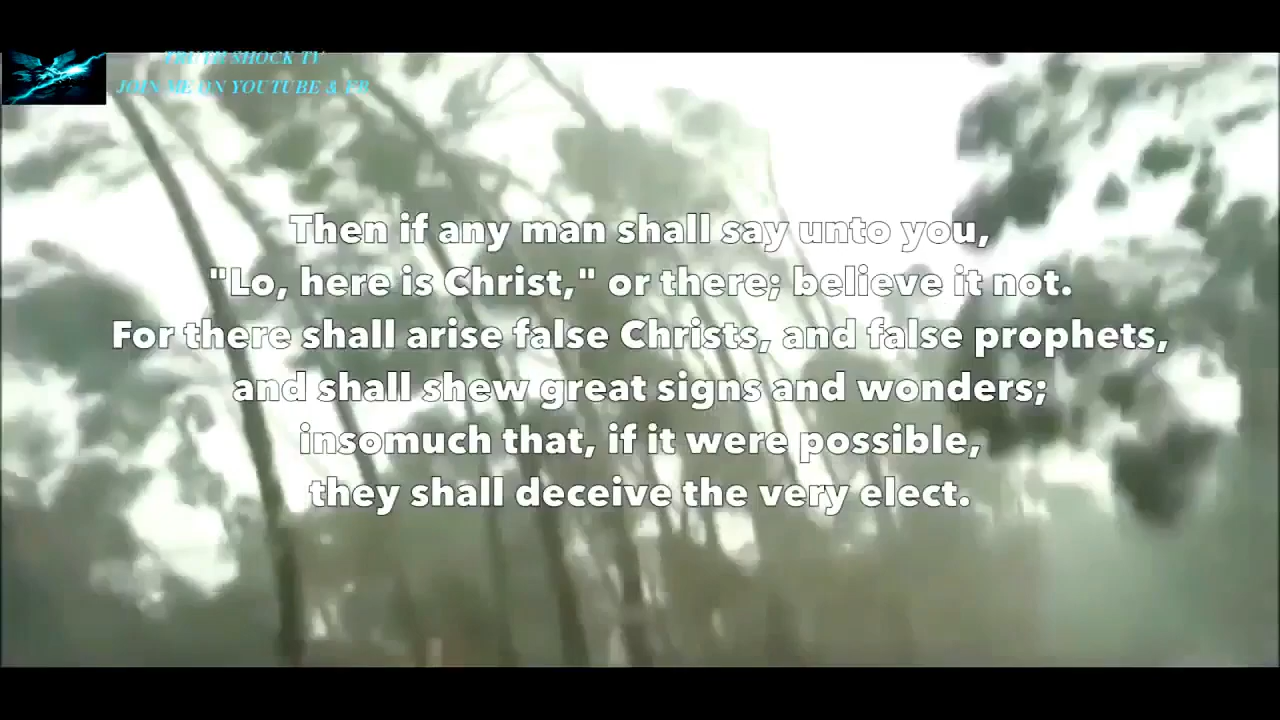 TRUTH SHOCK TV
JOIN ME ON YOUTUBE & FB
Then if any man shall say unto you,
"Lo, here is Christ," or there; believe it not.
For there shall arise false Christs, and false prophets,
and shall shew great signs and wonders;
insomuch that, if it were possible,
they shall deceive the very elect.